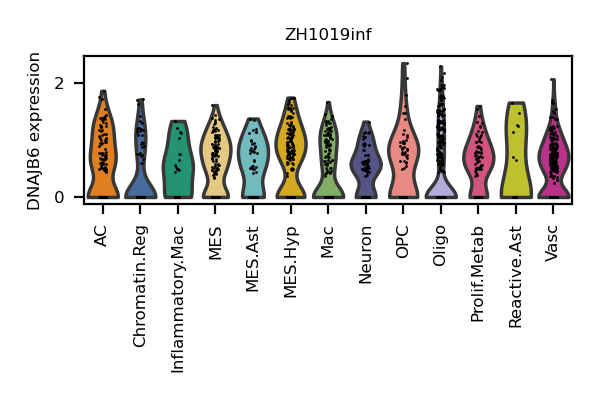 ZH1019inf
DNAJB6 expression
2
0
AC
Chromatin.Reg
Inflammatory.Mac
MES
MES.Ast
MES.Hyp
Mac
Neuron
OPC
Oligo
Prolif.Metab
Reactive.Ast
Vasc